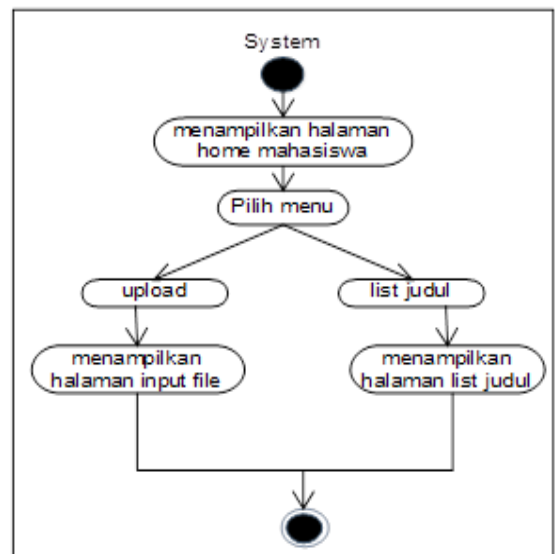 System
menampilkan halaman
home mahasiswa
Pilih menu
upload
list judul
menampilkan
halaman input file
menampilkan
halaman list judul